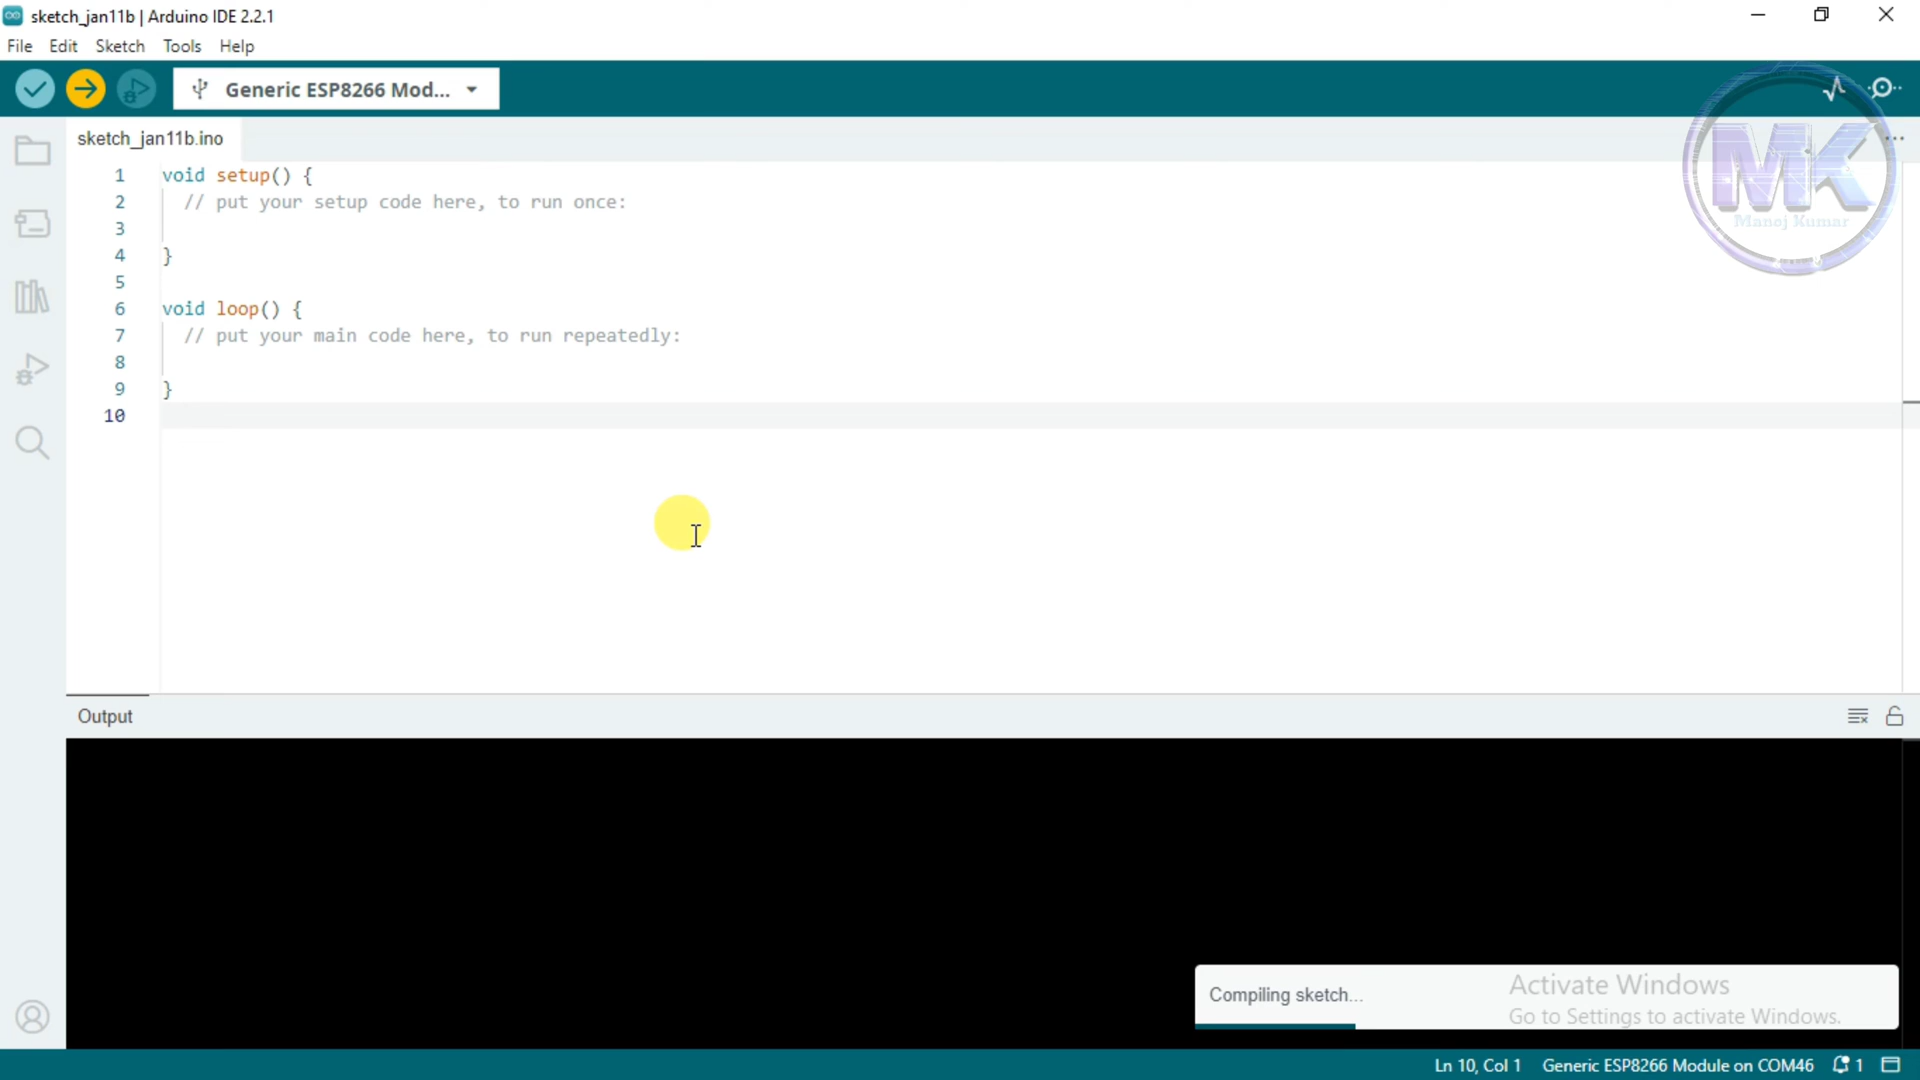 sketch_jan11b | Arduino IDE 2.2.1
File Edit Sketch Tools Help
Generic ESP8266 Mod...
sketch_jan11b.ino
MK
Manoj Kumar
1 void setup() {
2 // put your setup code here, to run once:
3
4 }
5
6 void loop() {
7 // put your main code here, to run repeatedly:
8
9 }
10
Output
Compiling sketch...
Activate Windows
Go to Settings to activate Windows.
Ln 10, Col 1 Generic ESP8266 Module on COM46 1